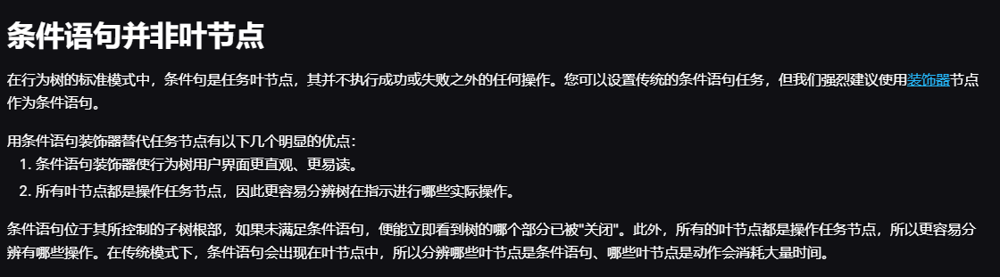 条件语句并非叶节点
在行为树的标准模式中，条件句是任务叶节点，其并不执行成功或失败之外的任何操作。您可以设置传统的条件语句任务，但我们强烈建议使用装饰器节点
作为条件语句。
用条件语句装饰器替代任务节点有以下几个明显的优点：
1. 条件语句装饰器使行为树用户界面更直观、更易读。
2. 所有叶节点都是操作任务节点，因此更容易分辨树在指示进行哪些实际操作。
条件语句位于其所控制的子树根部，如果未满足条件语句，便能立即看到树的哪个部分已被"关闭"。此外，所有的叶节点都是操作任务节点，所以更容易分
辨有哪些操作。在传统模式下，条件语句会出现在叶节点中，所以分辨哪些叶节点是条件语句、哪些叶节点是动作会消耗大量时间。